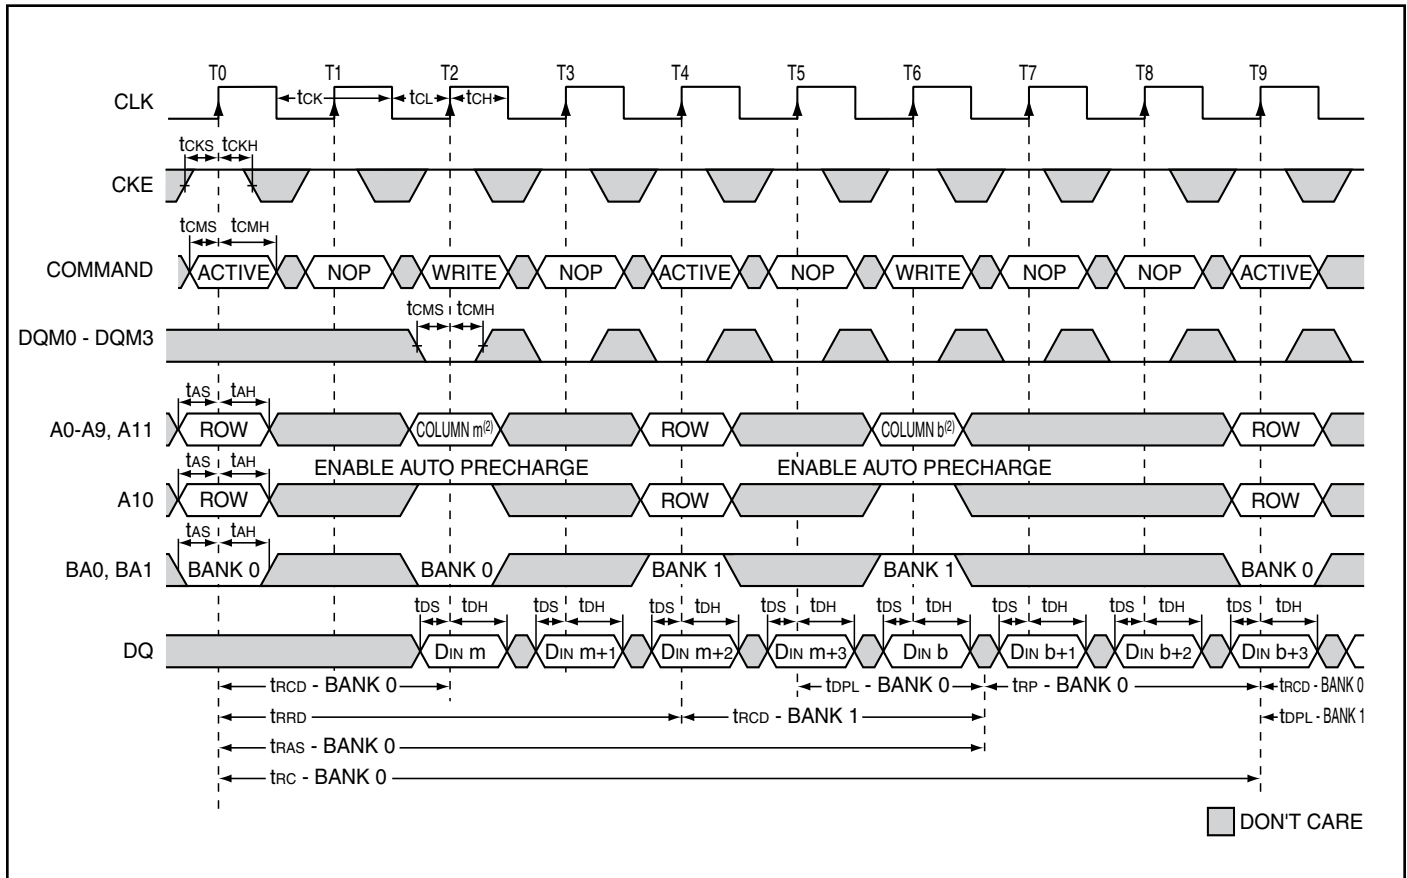 T0 T1 T2 T3 T4 T5 T6 T7 T8 T9
CLK tCK tCL tCH
tCKS tCKH
CKE
tCMS tCMH
COMMAND ACTIVE NOP WRITE NOP ACTIVE NOP WRITE NOP NOP ACTIVE
tCMS tCMH
DQM0 - DQM3
tAS tAH
A0-A9, A11 ROW COLUMN m(2) ROW COLUMN b(2) ROW
tAS tAH ENABLE AUTO PRECHARGE ENABLE AUTO PRECHARGE
A10 ROW ROW ROW
tAS tAH
BA0, BA1 BANK 0 BANK 0 BANK 1 BANK 1 BANK 0
tDS tDH tDS tDH tDS tDH tDS tDH tDS tDH tDS tDH tDS tDH tDS tDH
DQ DIN m DIN m+1 DIN m+2 DIN m+3 DIN b DIN b+1 DIN b+2 DIN b+3
tRCD - BANK 0 tDPL - BANK 0 tRP - BANK 0 tRCD - BANK 0
tRRD tRCD - BANK 1 tDPL - BANK 1
tRAS - BANK 0
tRC - BANK 0
DON'T CARE